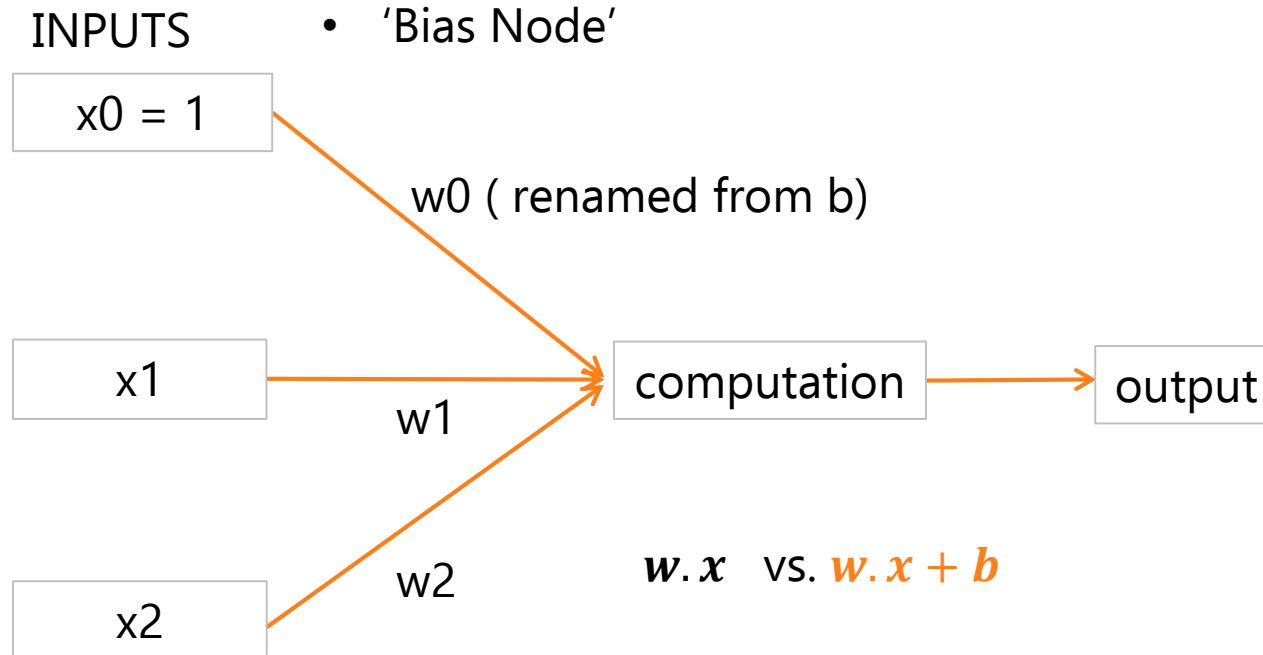 INPUTS
• ‘Bias Node’
x0 = 1
w0 ( renamed from b)
x1
computation
output
w1
w2
w.x vs. w.x + b
x2